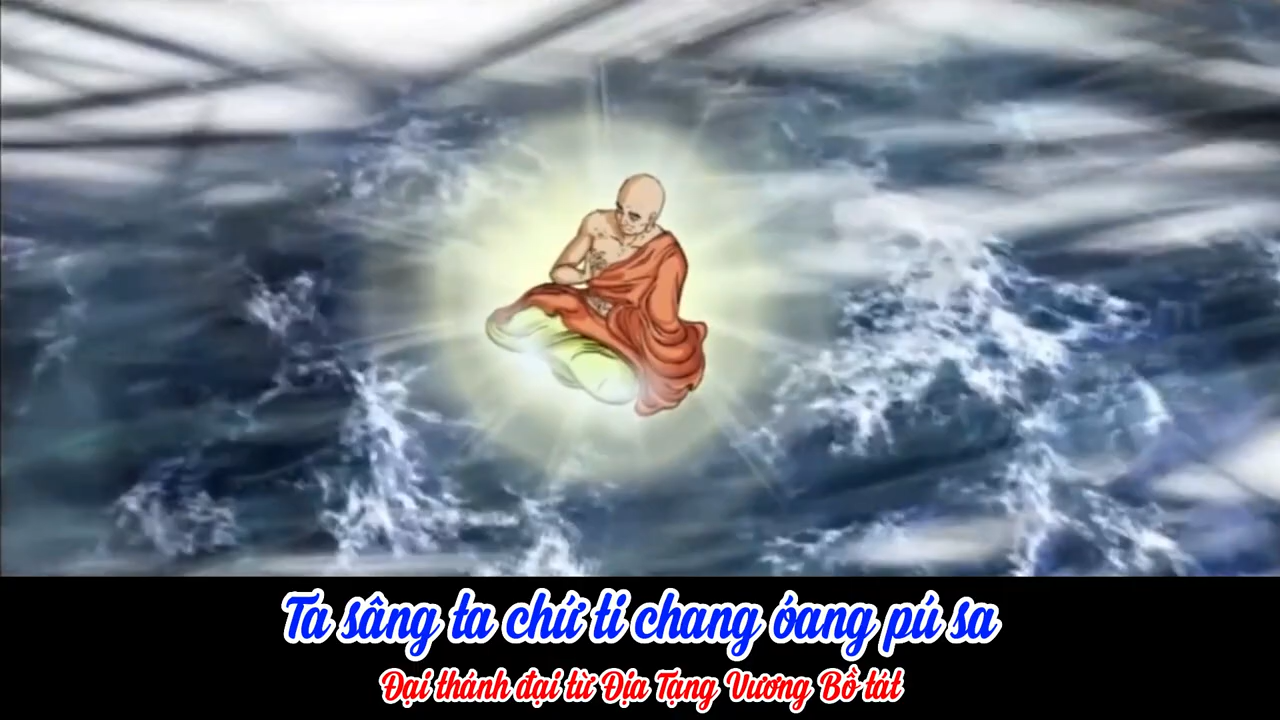 Ta sâng ta chứ ti chang óang pú sa
Đại thánh đại từ Địa Tạng Vương Bồ tát